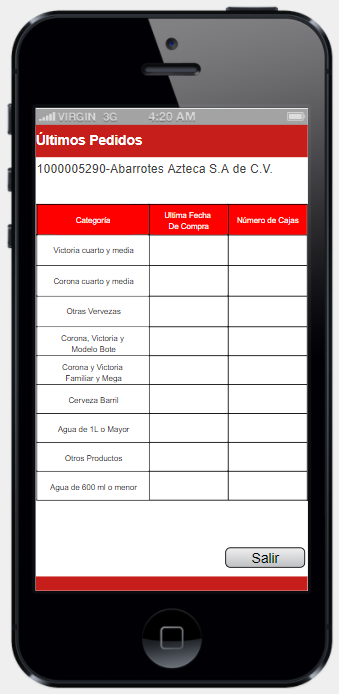 VIRGIN 3G 4:20 AM
Últimos Pedidos
1000005290-Abarrotes Azteca S.A de C.V.
Categoría Ultima Fecha De Compra Número de Cajas
Victoria cuarto y media
Corona cuarto y media
Otras Vervezas
Corona, Victoria y
Modelo Bote
Corona y Victoria
Familiar y Mega
Cerveza Barril
Agua de 1L o Mayor
Otros Productos
Agua de 600 ml o menor
Salir